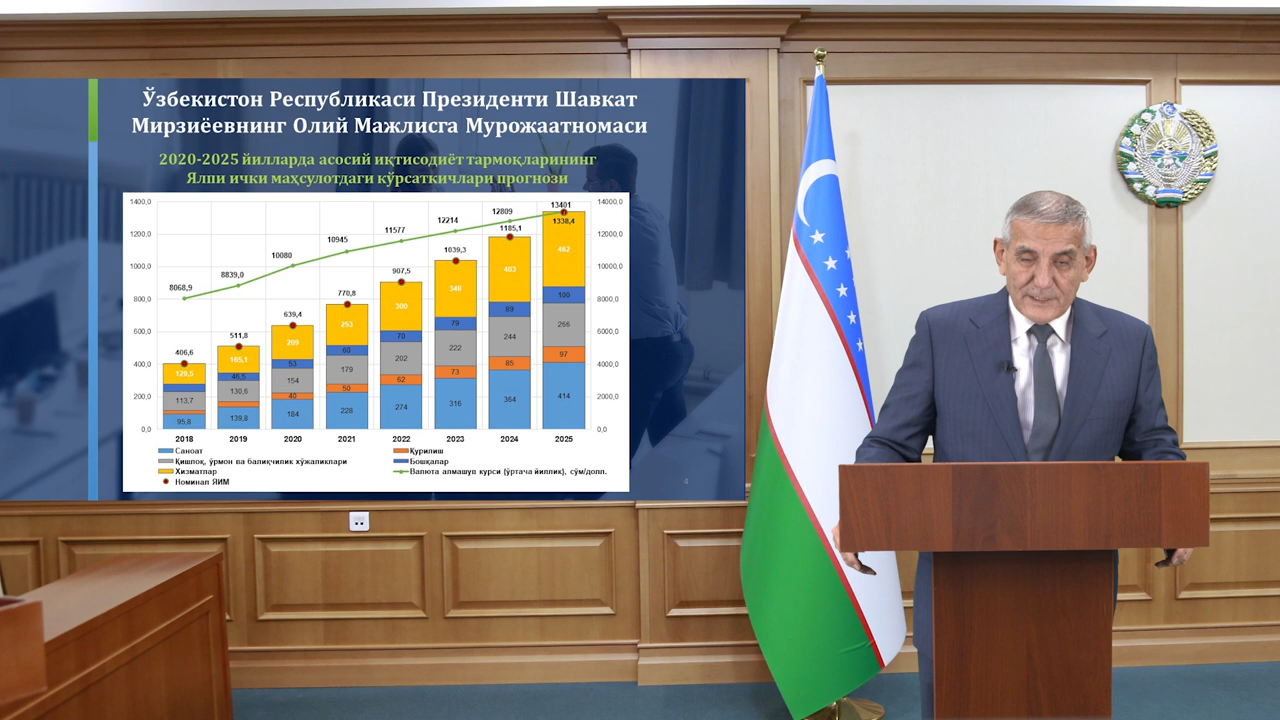 Ўзбекистон Республикаси Президенти Шавкат
Мирзиёевнинг Олий Мажлисга Мурожаатномаси
2020-2025 йилларда асосий иқтисодиёт тармоқларининг
Ялпи ички маҳсулотдаги кўрсаткичлари прогнози
1400,0 14000,0
1200,0 12000,0
1000,0 10000,0
800,0 8000,0
600,0 6000,0
400,0 4000,0
200,0 2000,0
0,0 0,0
8068,9 8839,0 10080 10945 11577 12214 12809 13401
406,6 511,8 639,4 770,8 907,5 1039,3 1185,1 1338,4
129,5 165,1 209 253 300 348 403 462
46,5 53 60 70 79 89 100
113,7 130,6 154 179 202 222 244 266
40 50 62 73 85 97
95,8 139,8 184 228 274 316 364 414
2018 2019 2020 2021 2022 2023 2024 2025
Саноат Қурилиш
Қишлоқ, ўрмон ва балиқчилик хўжаликлари Бошқалар
Хизматлар Валюта алмашув курси (ўртача йиллик), сўм/долл.
Номинал ЯИМ
4